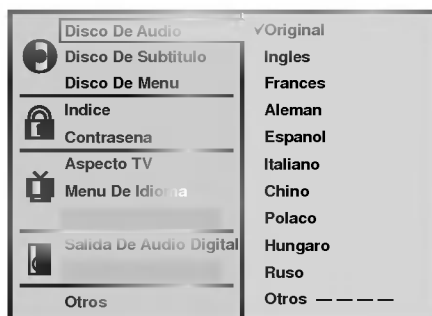 Disco De Audio
Disco De Subtitulo
Disco De Menu
Indice
Contrasena
Aspecto TV
Menu De Idioma
Salida De Audio Digital
Otros
✓Original
Ingles
Frances
Aleman
Espanol
Italiano
Chino
Polaco
Hungaro
Ruso
Otros — — — —